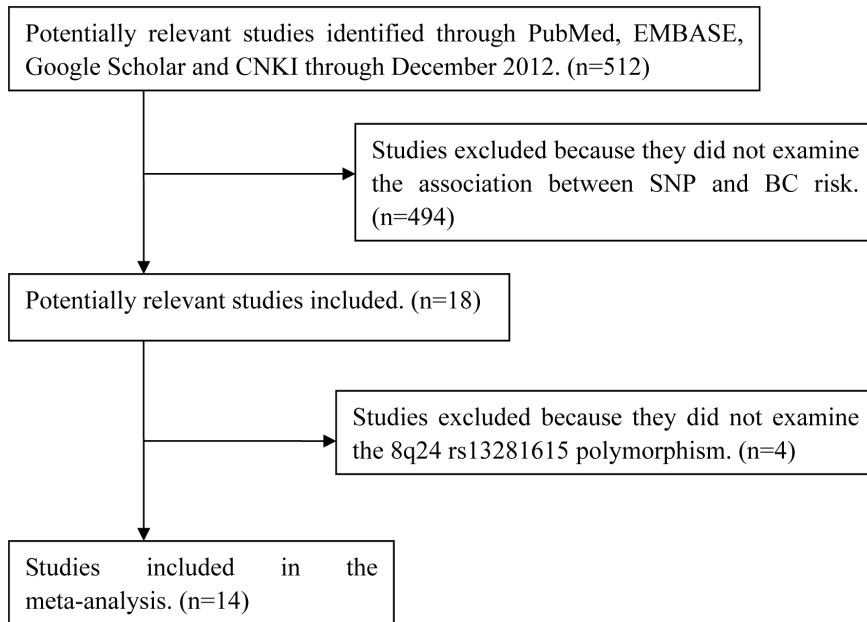 Potentially relevant studies identified through PubMed, EMBASE,
Google Scholar and CNKI through December 2012. (n=512)
Studies excluded because they did not examine
the association between SNP and BC risk.
(n=494)
Potentially relevant studies included. (n=18)
Studies excluded because they did not examine
the 8q24 rs13281615 polymorphism. (n=4)
Studies included in the
meta-analysis. (n=14)